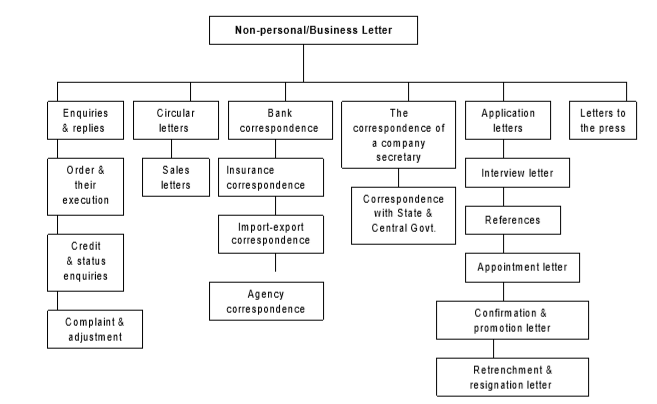 Non-personal/Business Letter
Enquiries
& replies
Order &
their
execution
Credit
& status
enquiries
Complaint &
adjustment
Circular
letters
Sales
letters
Bank
correspondence
Insurance
correspondence
Import-export
correspondence
Agency
correspondence
The
correspondence of
a company
secretary
Correspondence
with State &
Central Govt.
Application
letters
Interview letter
References
Appointment letter
Confirmation &
promotion letter
Retrenchment &
resignation letter
Letters to
the press